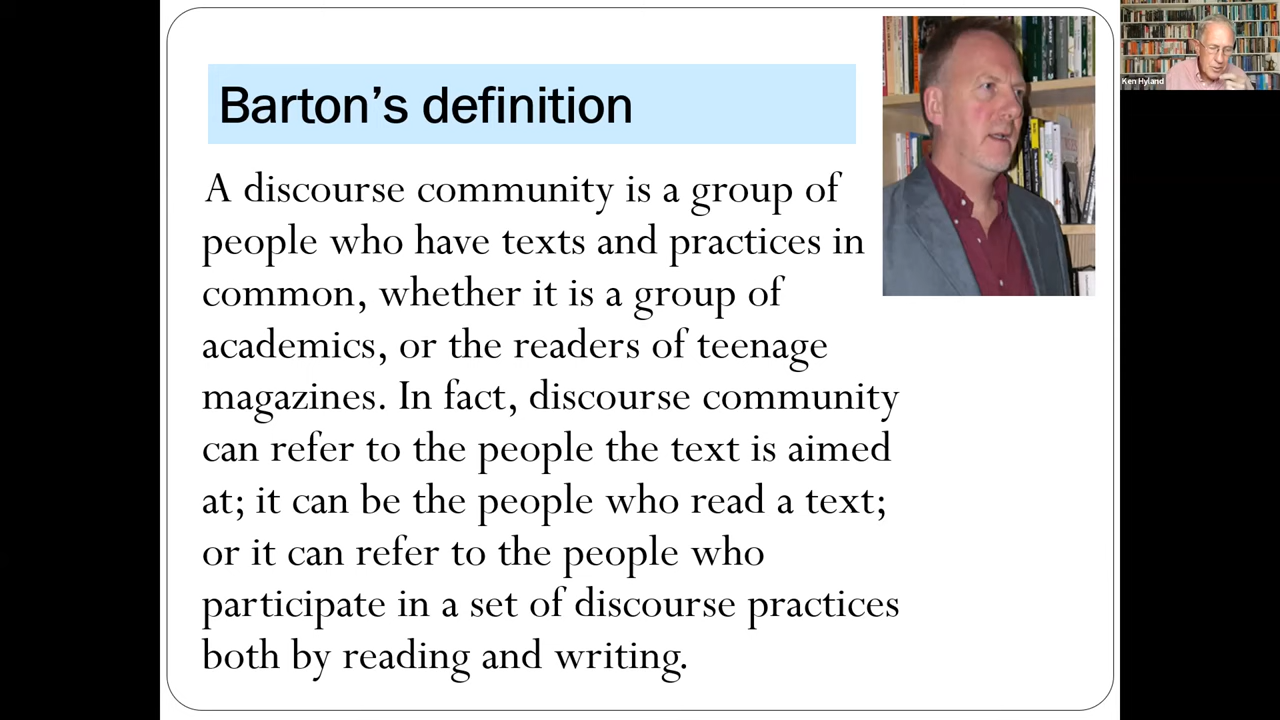 Barton's definition
A discourse community is a group of
people who have texts and practices in
common, whether it is a group of
academics, or the readers of teenage
magazines. In fact, discourse community
can refer to the people the text is aimed
at; it can be the people who read a text;
or it can refer to the people who
participate in a set of discourse practices
both by reading and writing.
Ken Hyland